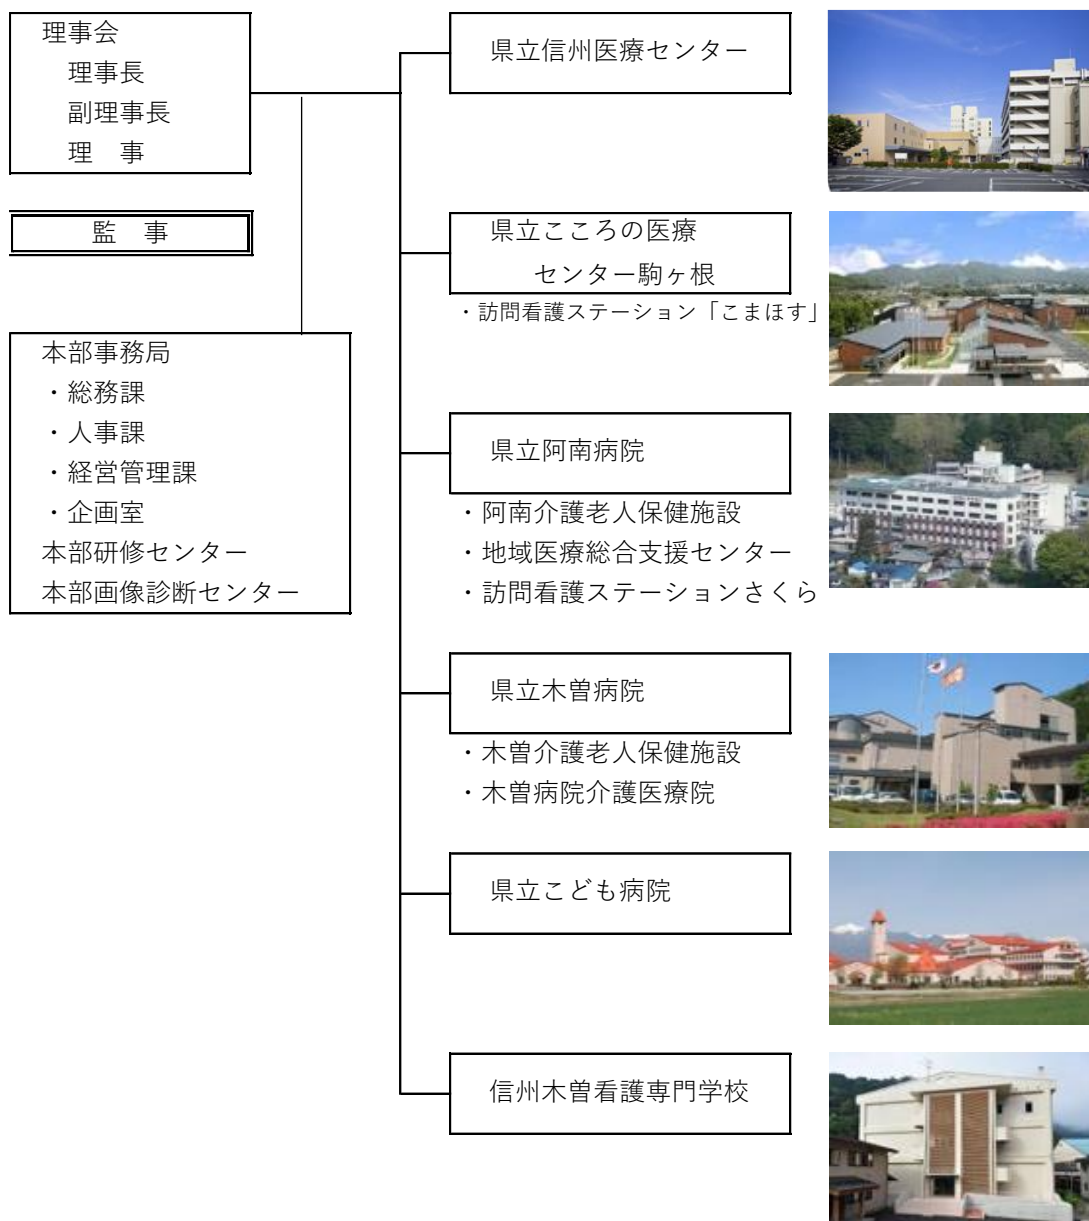 理事会
理事長
副理事長
理　事
監　事
本部事務局
・総務課
・人事課
・経営管理課
・企画室
本部研修センター
本部画像診断センター
県立信州医療センター
県立こころの医療
センター駒ヶ根
・訪問看護ステーション「こまほす」
県立阿南病院
・阿南介護老人保健施設
・地域医療総合支援センター
・訪問看護ステーションさくら
県立木曽病院
・木曽介護老人保健施設
・木曽病院介護医療院
県立こども病院
信州木曽看護専門学校